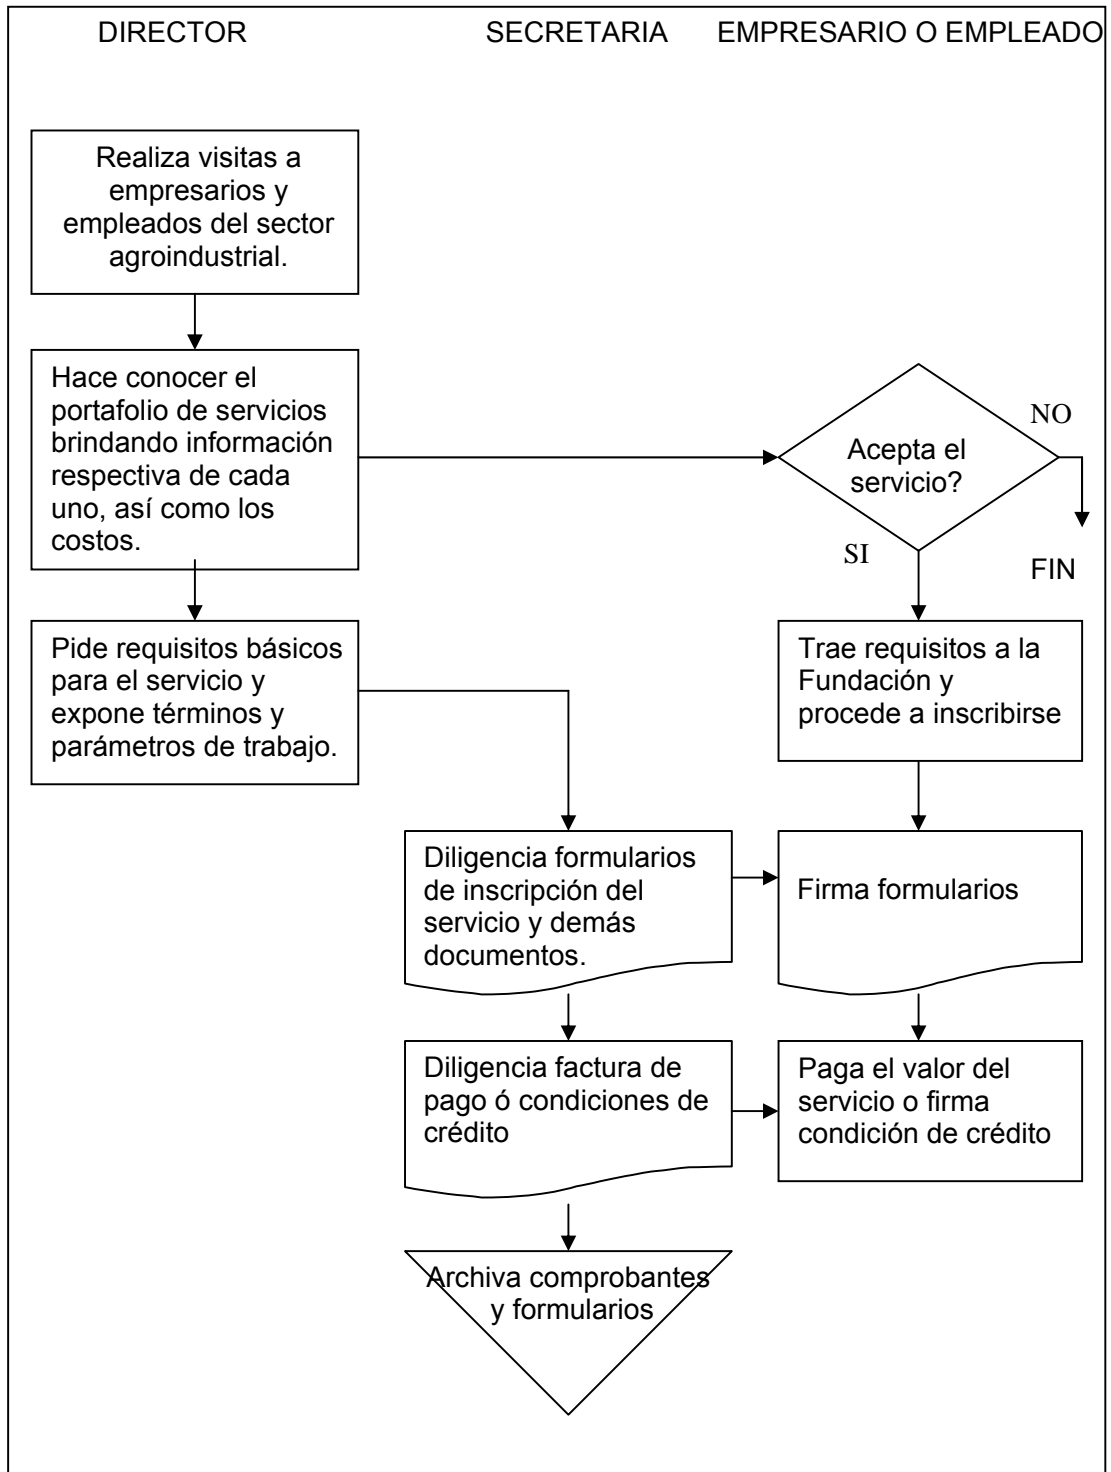 DIRECTOR SECRETARIA EMPRESARIO O EMPLEADO
Realiza visitas a
empresarios y
empleados del sector
agroindustrial.
Hace conocer el
portafolio de servicios
brindando información
respectiva de cada
uno, así como los
costos.
Acepta el
servicio?
NO
SI
FIN
Pide requisitos básicos
para el servicio y
expone términos y
parámetros de trabajo.
Trae requisitos a la
Fundación y
procede a inscribirse
Diligencia formularios
de inscripción del
servicio y demás
documentos.
Firma formularios
Diligencia factura de
pago ó condiciones de
crédito
Paga el valor del
servicio o firma
condición de crédito
Archiva comprobantes
y formularios